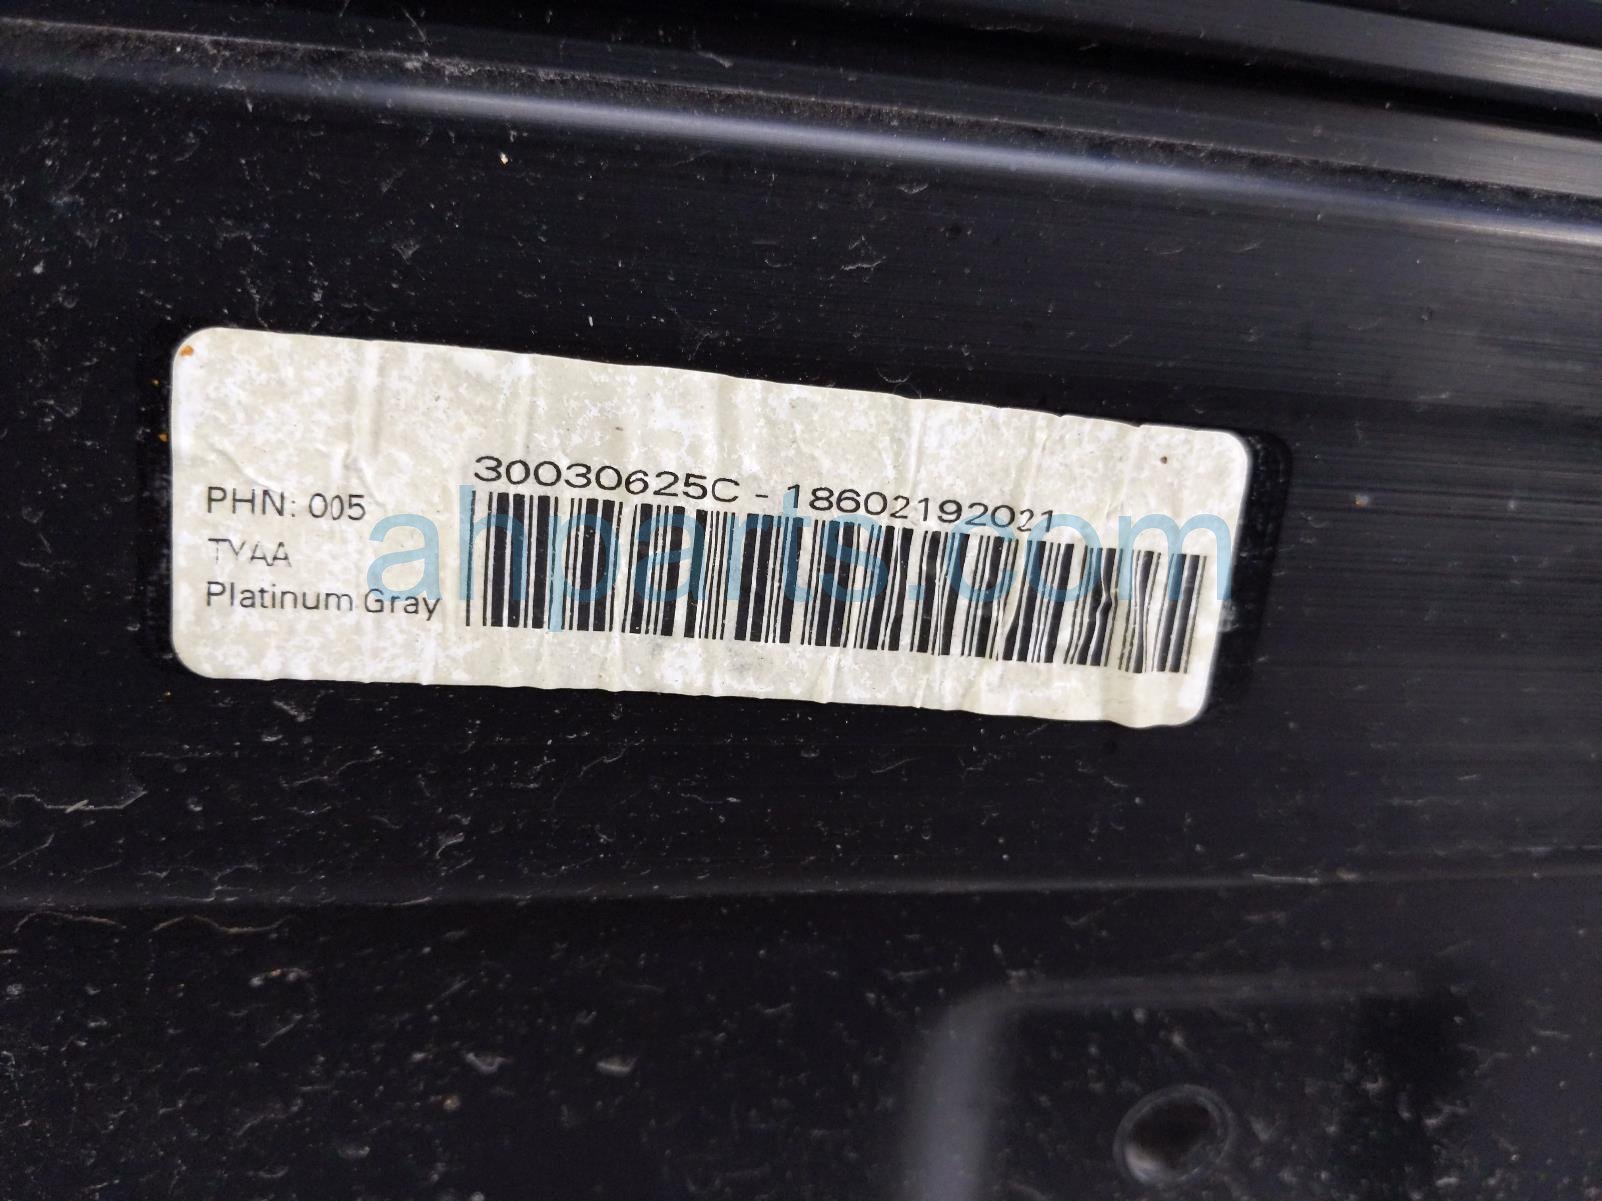 30030625C - 18602192021
PHN: 005
TYAA
Platinum Gray
ahparts.com